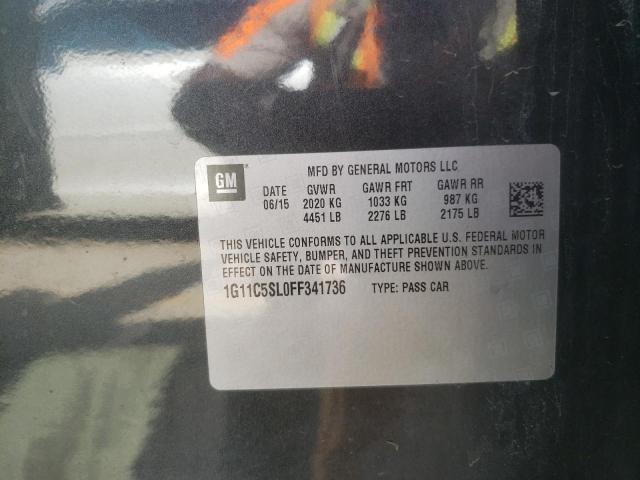 GM
MFD BY GENERAL MOTORS LLC
DATE GVWR GAWR FRT GAWR RR
06/15 2020 KG 1033 KG 987 KG
4451 LB 2276 LB 2175 LB
THIS VEHICLE CONFORMS TO ALL APPLICABLE U.S. FEDERAL MOTOR
VEHICLE SAFETY, BUMPER, AND THEFT PREVENTION STANDARDS IN
EFFECT ON THE DATE OF MANUFACTURE SHOWN ABOVE.
1G11C5SL0FF341736 TYPE: PASS CAR